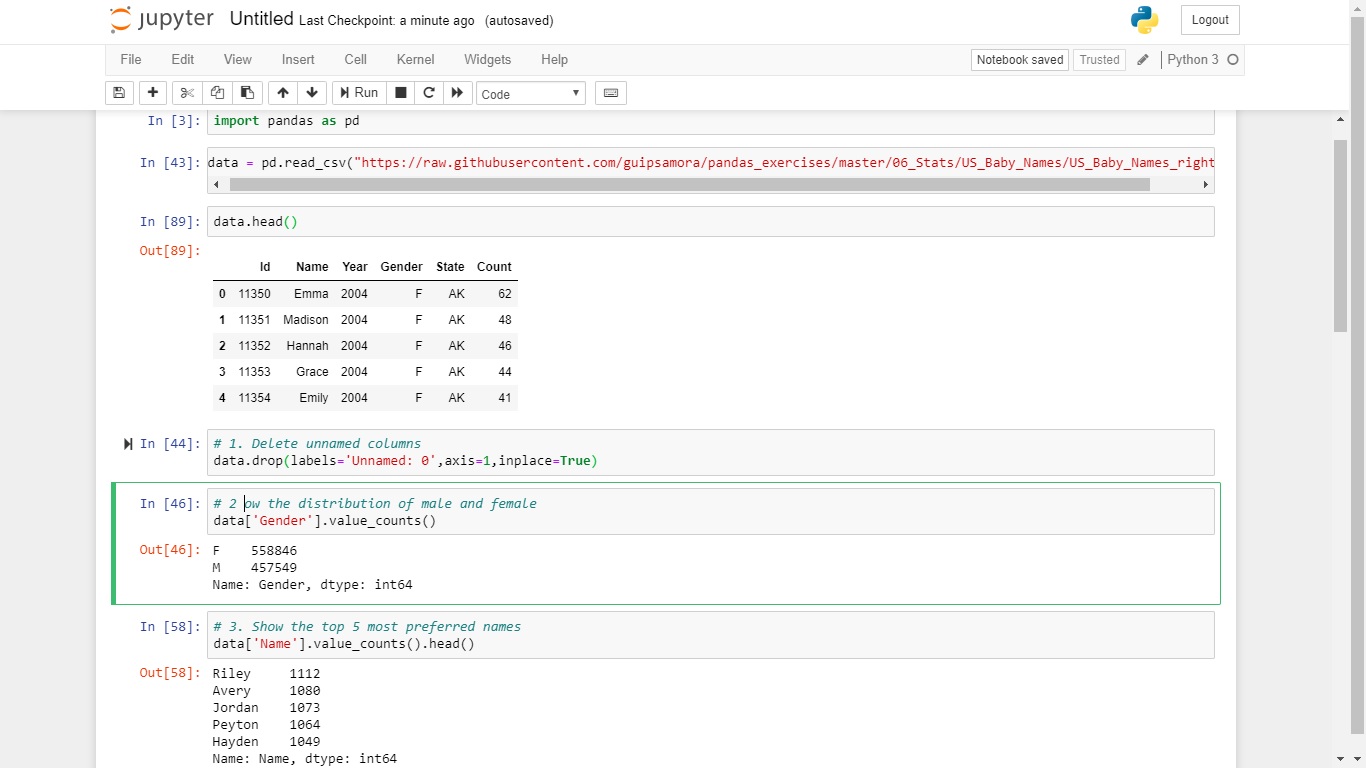 jupyter Untitled Last Checkpoint: a minute ago (autosaved)
Logout
File Edit View Insert Cell Kernel Widgets Help
Notebook saved Trusted Python 3
Run Code
In [3]: import pandas as pd
In [43]: data = pd.read_csv("https://raw.githubusercontent.com/guipsamora/pandas_exercises/master/06_Stats/US_Baby_Names/US_Baby_Names_right
In [89]: data.head()
Out[89]:
Id Name Year Gender State Count
0 11350 Emma 2004 F AK 62
1 11351 Madison 2004 F AK 48
2 11352 Hannah 2004 F AK 46
3 11353 Grace 2004 F AK 44
4 11354 Emily 2004 F AK 41
In [44]: # 1. Delete unnamed columns
data.drop(labels='Unnamed: 0',axis=1,inplace=True)
In [46]: # 2 ow the distribution of male and female
data['Gender'].value_counts()
Out[46]: F 558846
M 457549
Name: Gender, dtype: int64
In [58]: # 3. Show the top 5 most preferred names
data['Name'].value_counts().head()
Out[58]: Riley 1112
Avery 1080
Jordan 1073
Peyton 1064
Hayden 1049
Name: Name, dtype: int64